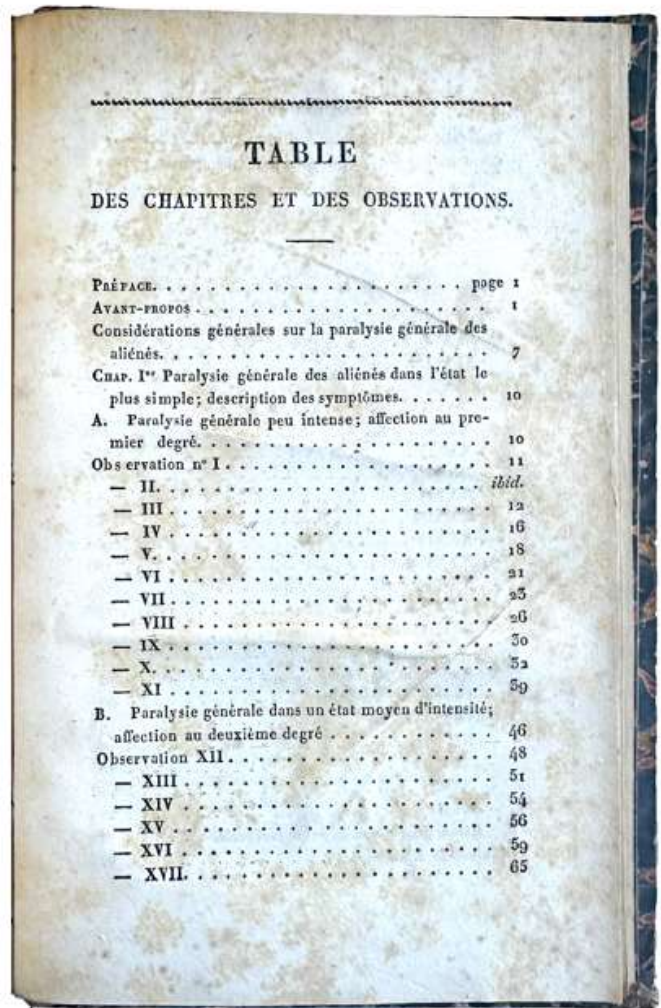 TABLE
DES CHAPITRES ET DES OBSERVATIONS.
PRÉFACE. . . . . . . . . . . . . . . . . . . . . . page 1
AVANT-PROPOS . . . . . . . . . . . . . . . . . . . . 1
Considérations générales sur la paralysie générale des
aliénés. . . . . . . . . . . . . . . . . . . . . . . 7
CHAP. Ier Paralysie générale des aliénés dans l'état le
plus simple; description des symptômes. . . . . . . 10
A. Paralysie générale peu intense; affection au pre-
mier degré. . . . . . . . . . . . . . . . . . . . . 10
Observation n° I . . . . . . . . . . . . . . . . . . 11
— II. . . . . . . . . . . . . . . . . . . . . . . ibid.
— III . . . . . . . . . . . . . . . . . . . . . . 12
— IV . . . . . . . . . . . . . . . . . . . . . . . 16
— V. . . . . . . . . . . . . . . . . . . . . . . . 18
— VI . . . . . . . . . . . . . . . . . . . . . . . 21
— VII . . . . . . . . . . . . . . . . . . . . . . 23
— VIII . . . . . . . . . . . . . . . . . . . . . . 26
— IX . . . . . . . . . . . . . . . . . . . . . . . 30
— X. . . . . . . . . . . . . . . . . . . . . . . . 32
— XI . . . . . . . . . . . . . . . . . . . . . . . 39
B. Paralysie générale dans un état moyen d'intensité;
affection au deuxième degré . . . . . . . . . . . . 46
Observation XII. . . . . . . . . . . . . . . . . . . 48
— XIII . . . . . . . . . . . . . . . . . . . . . . 51
— XIV . . . . . . . . . . . . . . . . . . . . . . 54
— XV . . . . . . . . . . . . . . . . . . . . . . . 56
— XVI . . . . . . . . . . . . . . . . . . . . . . 59
— XVII. . . . . . . . . . . . . . . . . . . . . . 65